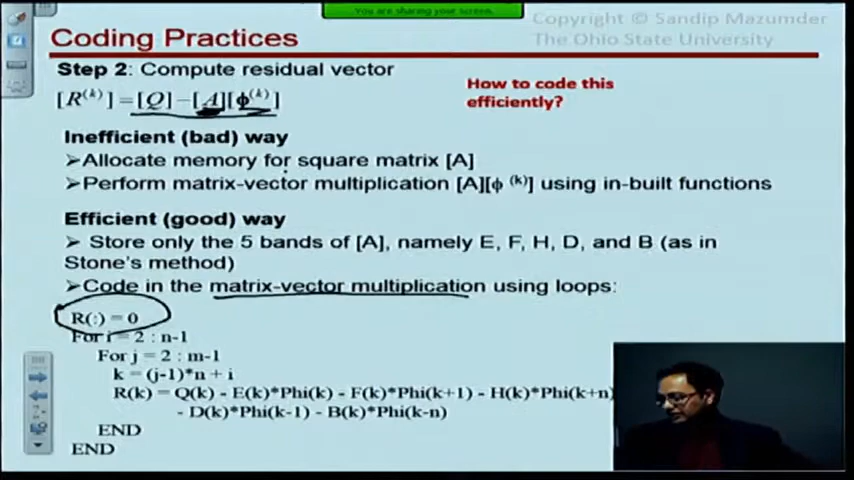 You are sharing your screen.
Copyright © Sandip Mazumder
The Ohio State University
Coding Practices
Step 2: Compute residual vector
[R^(k)] = [Q] − [A][ϕ^(k)]
How to code this
efficiently?
Inefficient (bad) way
➢Allocate memory for square matrix [A]
➢Perform matrix-vector multiplication [A][ϕ ^(k)] using in-built functions
Efficient (good) way
➢ Store only the 5 bands of [A], namely E, F, H, D, and B (as in
Stone's method)
➢Code in the matrix-vector multiplication using loops:
R(:) = 0
For i = 2 : n-1
For j = 2 : m-1
k = (j-1)*n + i
R(k) = Q(k) - E(k)*Phi(k) - F(k)*Phi(k+1) - H(k)*Phi(k+n)
- D(k)*Phi(k-1) - B(k)*Phi(k-n)
END
END